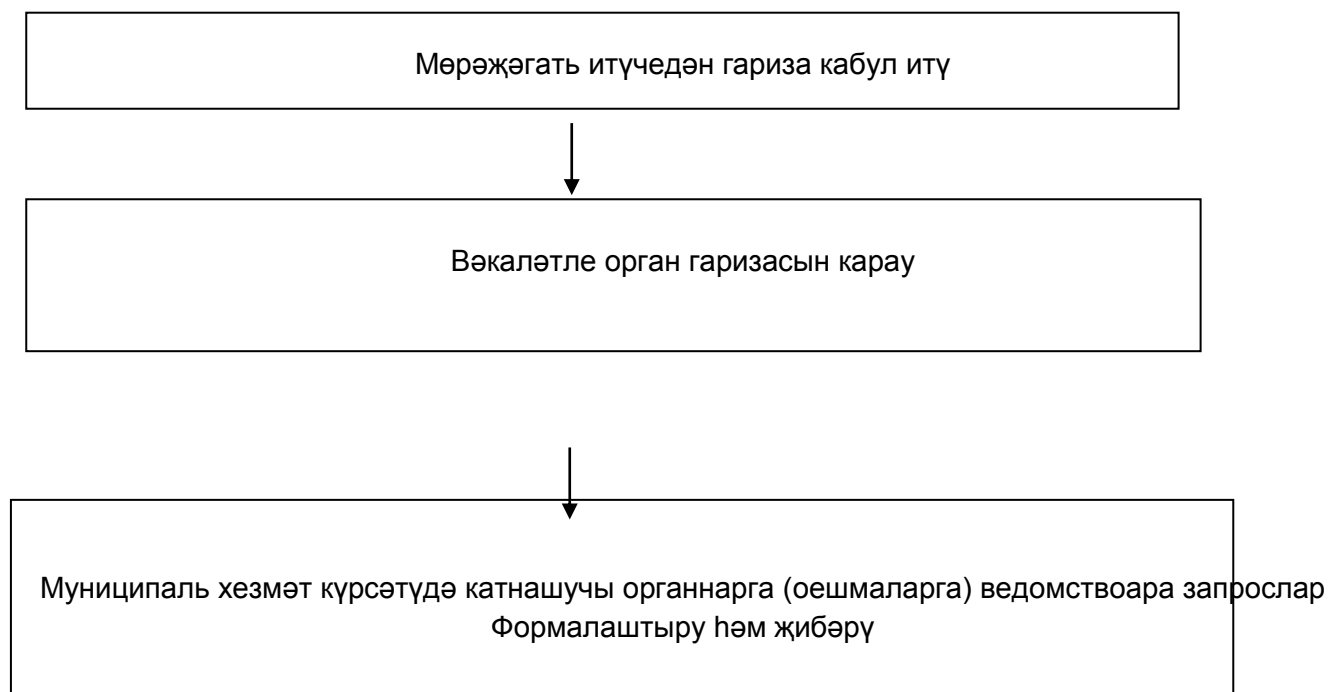 Мөрәҗәгать итүчедән гариза кабул итү
Вәкаләтле орган гаризасын карау
Муниципаль хезмәт күрсәтүдә катнашучы органнарга (оешмаларга) ведомствоара запрослар
Формалаштыру һәм җибәрү